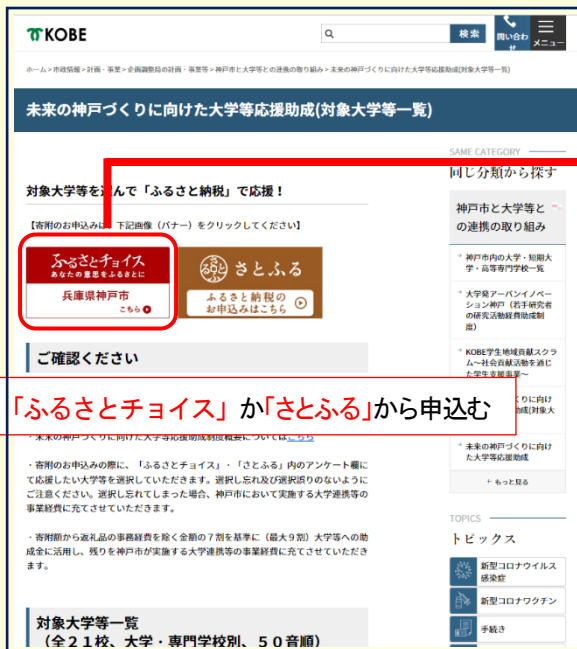 KOBE
検索
問い合わ
せ
メニュー
ホーム > 市政情報 > 計画・事業 > 企画調整局の計画・事業等 > 神戸市と大学等との連携の取り組み > 未来の神戸づくりに向けた大学等応援助成(対象大学等一覧)
未来の神戸づくりに向けた大学等応援助成(対象大学等一覧)
対象大学等を選んで「ふるさと納税」で応援！
【寄附のお申込みは、下記画像（バナー）をクリックしてください】
ふるさとチョイス
あなたの意思をふるさとに
兵庫県神戸市
こちら
さとふる
ふるさと納税の
お申込みはこちら
ご確認ください
「ふるさとチョイス」か「さとふる」から申込む
・未来の神戸づくりに向けた大学等応援助成制度概要についてはこちら
・寄附のお申込みの際に、「ふるさとチョイス」・「さとふる」内のアンケート欄に
て応援したい大学等を選択していただきます。選択し忘れ及び選択誤りのないように
ご注意ください。選択し忘れてしまった場合、神戸市において実施する大学連携等の
事業経費に充てさせていただきます。
・寄附額から返礼品の事務経費を除く金額の７割を基準に（最大９割）大学等への助
成金に活用し、残りを神戸市が実施する大学連携等の事業経費に充てさせていただき
ます。
対象大学等一覧
（全２１校、大学・専門学校別、５０音順）
SAME CATEGORY
同じ分類から探す
神戸市と大学等と
の連携の取り組み
神戸市内の大学・短期大
学・高等専門学校一覧
大学発アーバンイノベー
ション神戸（若手研究者
の研究活動経費助成制
度）
KOBE学生地域貢献スクラ
ム～社会貢献活動を通じ
た学生支援事業～
くりに向け
助成(対象大
未来の神戸づくりに向け
た大学等応援助成
+ もっと見る
TOPICS
トピックス
新型コロナウイルス
感染症
新型コロナワクチン
手続き